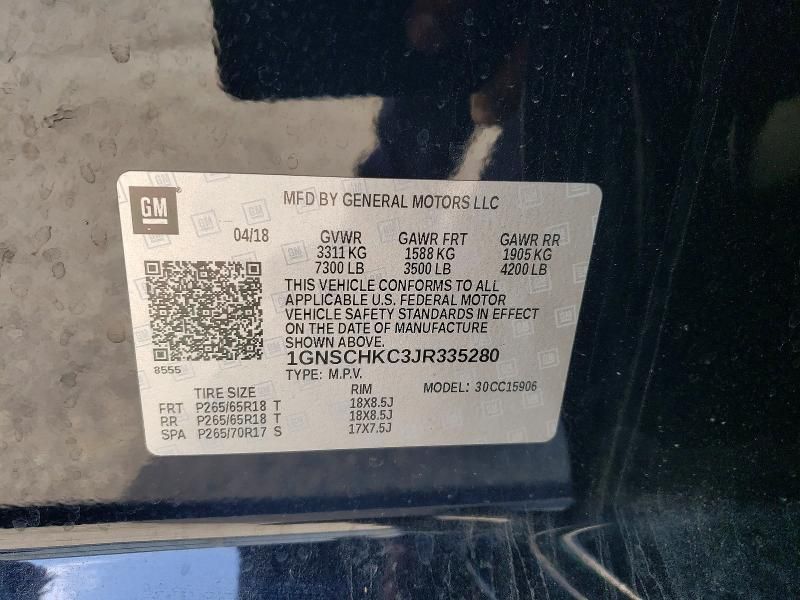 GM
MFD BY GENERAL MOTORS LLC
04/18 GVWR GAWR FRT GAWR RR
3311 KG 1588 KG 1905 KG
7300 LB 3500 LB 4200 LB
THIS VEHICLE CONFORMS TO ALL
APPLICABLE U.S. FEDERAL MOTOR
VEHICLE SAFETY STANDARDS IN EFFECT
ON THE DATE OF MANUFACTURE
SHOWN ABOVE.
8555 1GNSCHKC3JR335280
TYPE: M.P.V. MODEL: 30CC15906
TIRE SIZE RIM
FRT P265/65R18 T 18X8.5J
RR P265/65R18 T 18X8.5J
SPA P265/70R17 S 17X7.5J